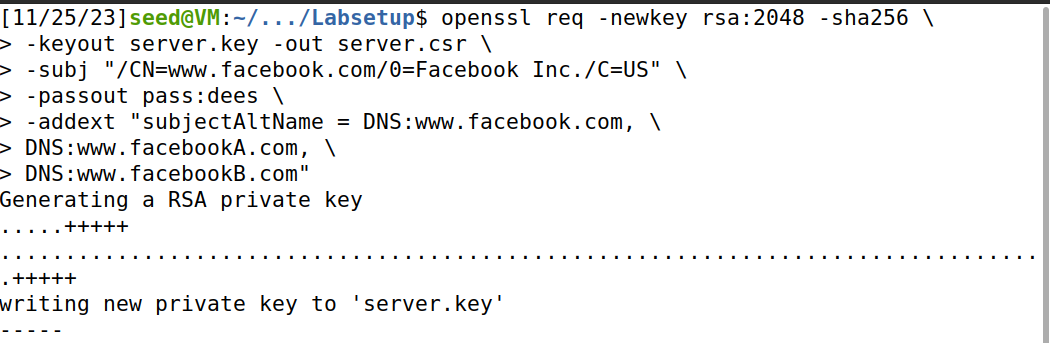 [11/25/23]seed@VM:~/.../Labsetup$ openssl req -newkey rsa:2048 -sha256 \
> -keyout server.key -out server.csr \
> -subj "/CN=www.facebook.com/0=Facebook Inc./C=US" \
> -passout pass:dees \
> -addext "subjectAltName = DNS:www.facebook.com, \
> DNS:www.facebookA.com, \
> DNS:www.facebookB.com"
Generating a RSA private key
.....+++++
................................................................................
.+++++
writing new private key to 'server.key'
-----